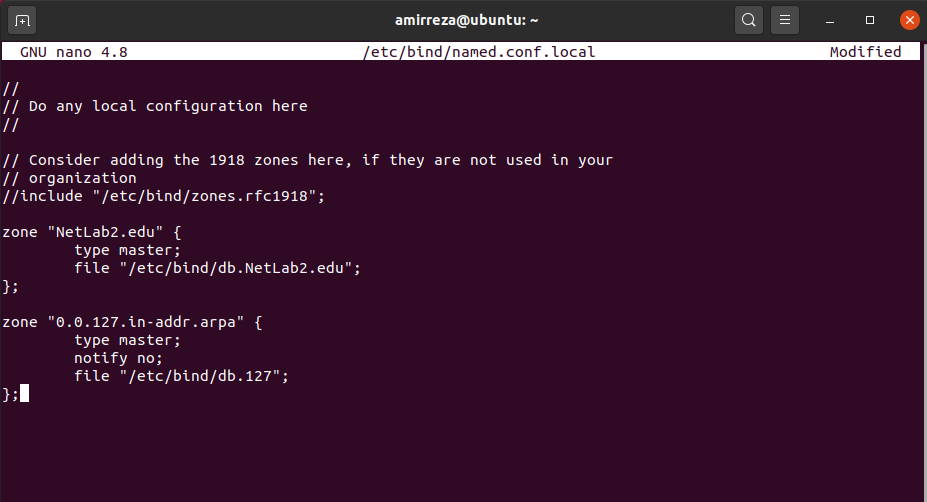 amirreza@ubuntu: ~
GNU nano 4.8 /etc/bind/named.conf.local Modified
//
// Do any local configuration here
//
// Consider adding the 1918 zones here, if they are not used in your
// organization
//include "/etc/bind/zones.rfc1918";
zone "NetLab2.edu" {
type master;
file "/etc/bind/db.NetLab2.edu";
};
zone "0.0.127.in-addr.arpa" {
type master;
notify no;
file "/etc/bind/db.127";
};